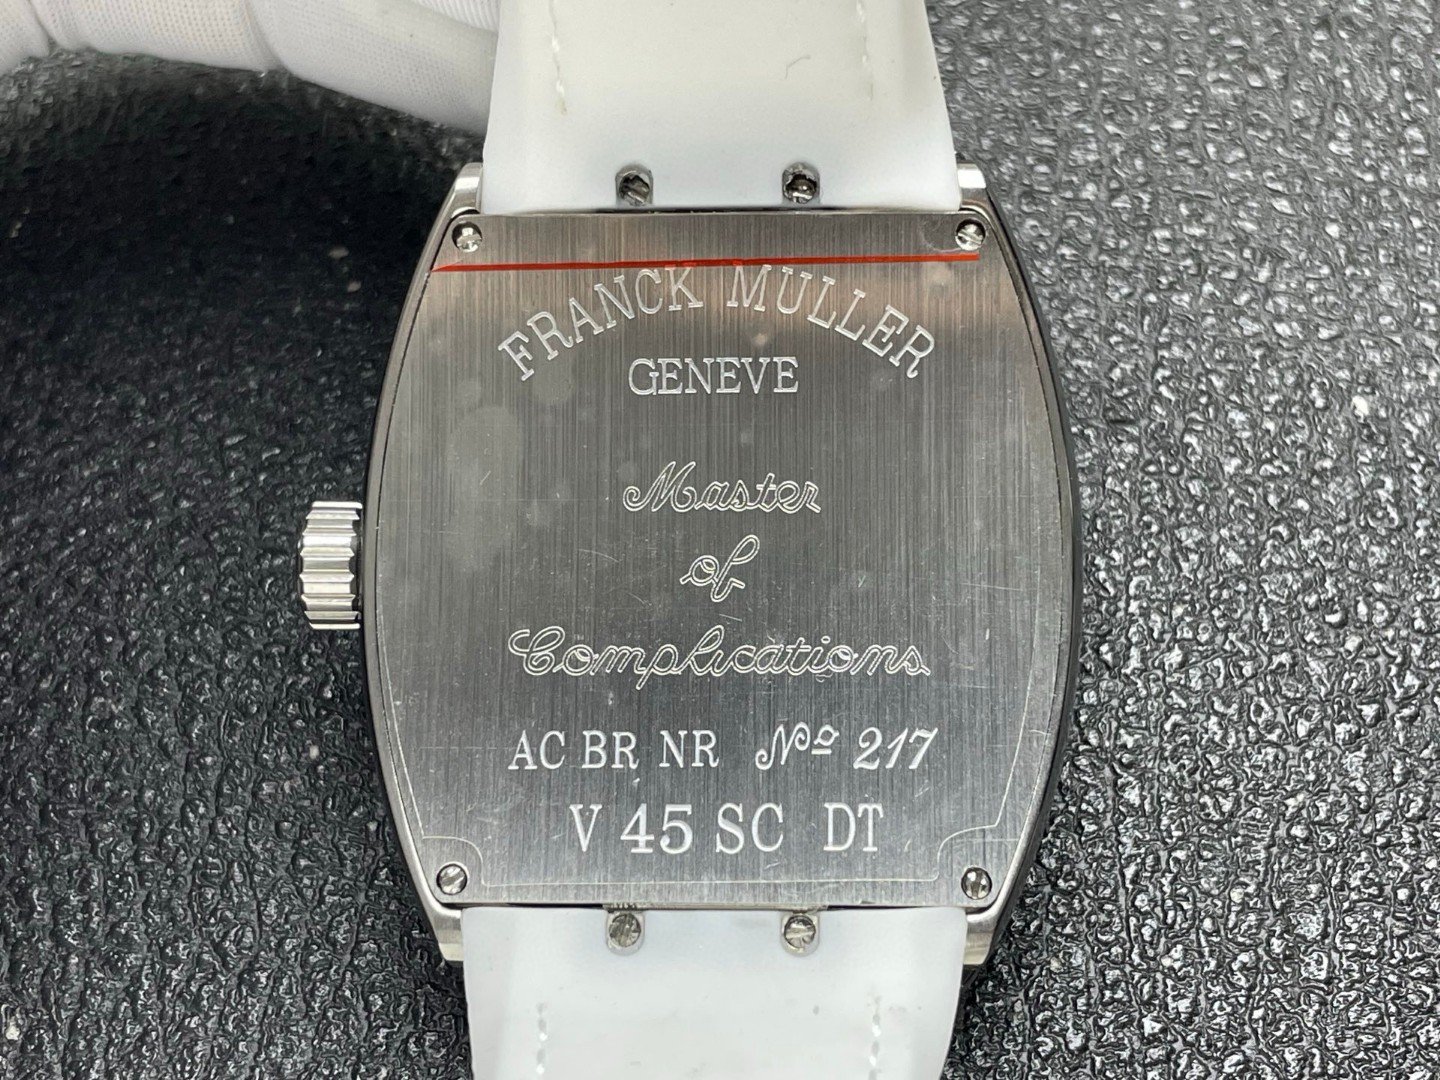 FRANCK MULLER
GENEVE
Master
of
Complications
AC BR NR Nº 217
V 45 SC DT